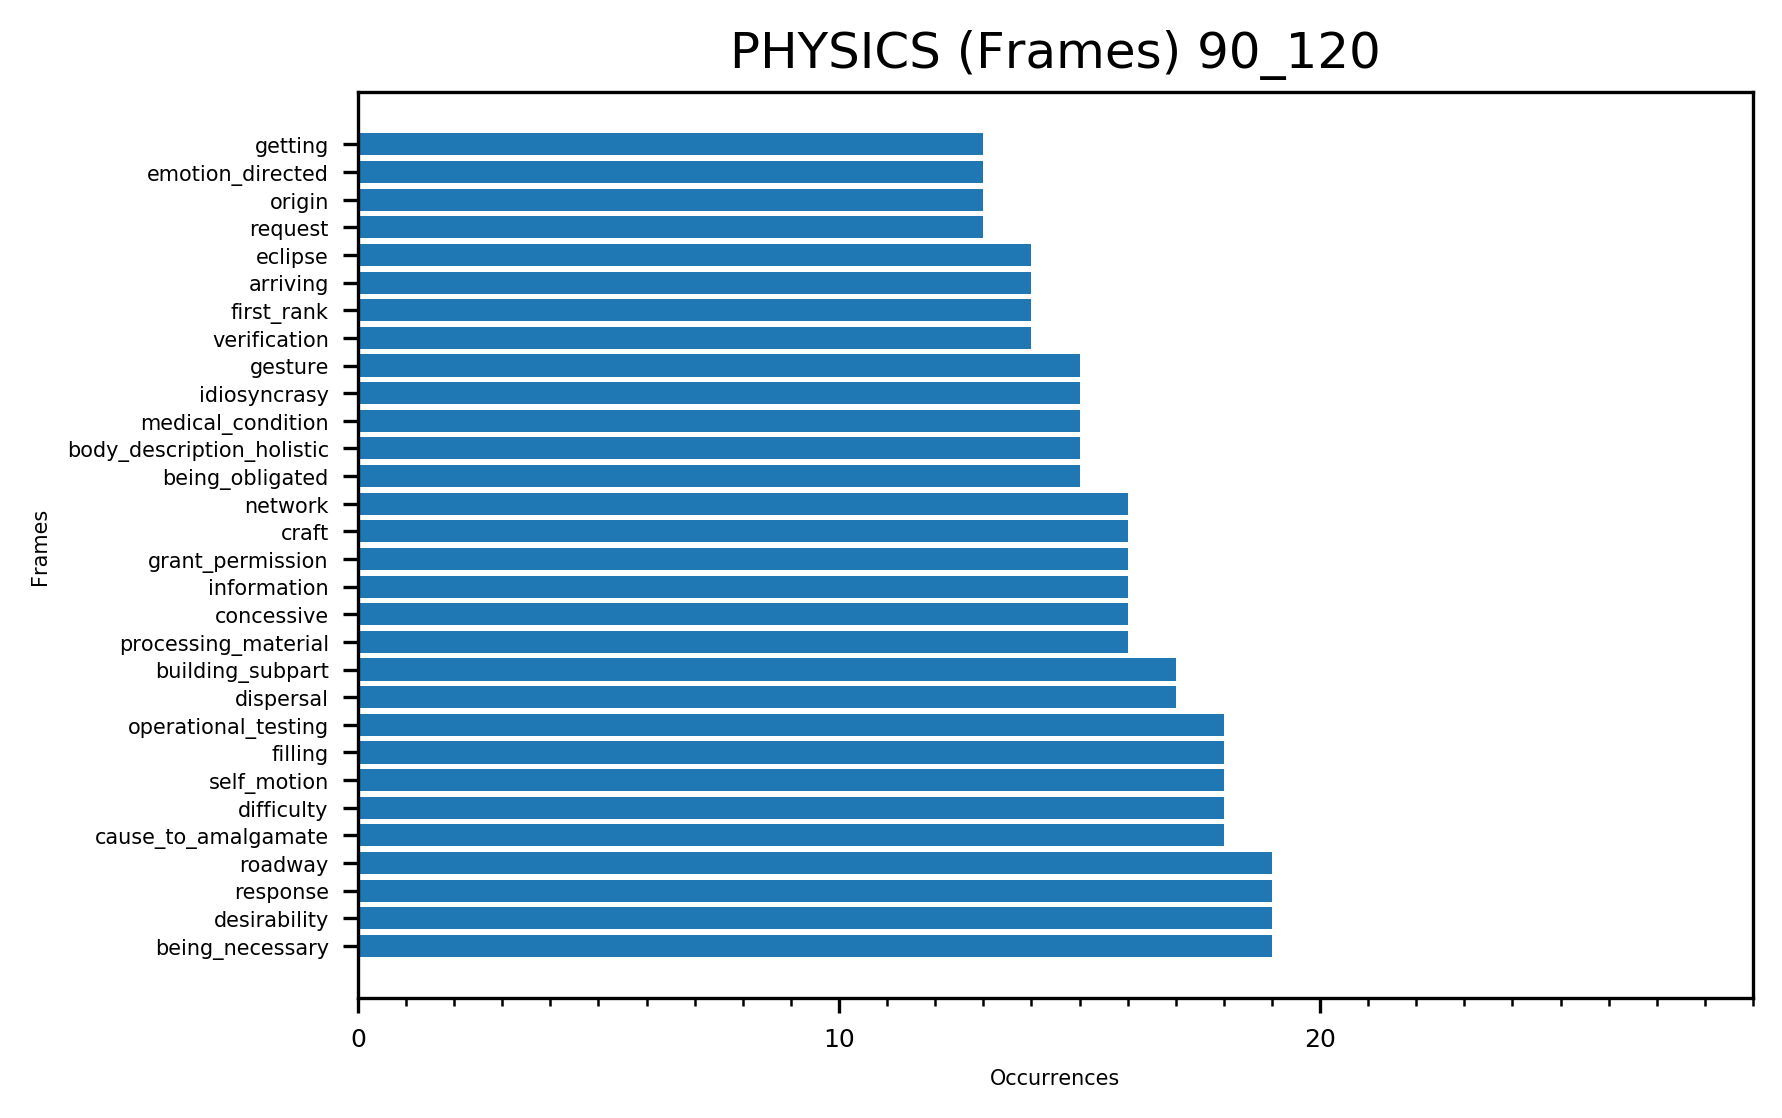 PHYSICS (Frames) 90_120
getting
emotion_directed
origin
request
eclipse
arriving
first_rank
verification
gesture
idiosyncrasy
medical_condition
body_description_holistic
being_obligated
network
craft
grant_permission
information
concessive
processing_material
building_subpart
dispersal
operational_testing
filling
self_motion
difficulty
cause_to_amalgamate
roadway
response
desirability
being_necessary
Frames
0 10 20
Occurrences